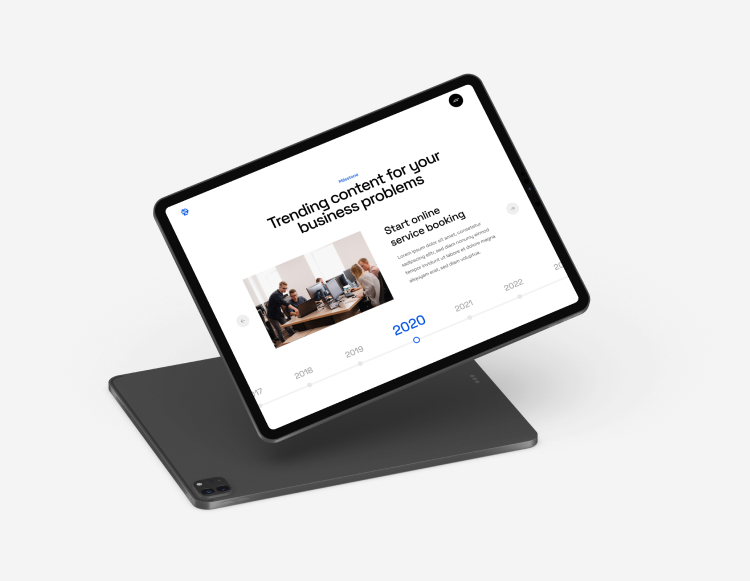 Milestone
Trending content for your
business problems
Start online
service booking
Lorem ipsum dolor sit amet, consetetur
sadipscing elitr, sed diam nonumy eirmod
tempor invidunt ut labore et dolore magna
aliquyam erat, sed diam voluptua.
17
2018
2019
2020
2021
2022
20